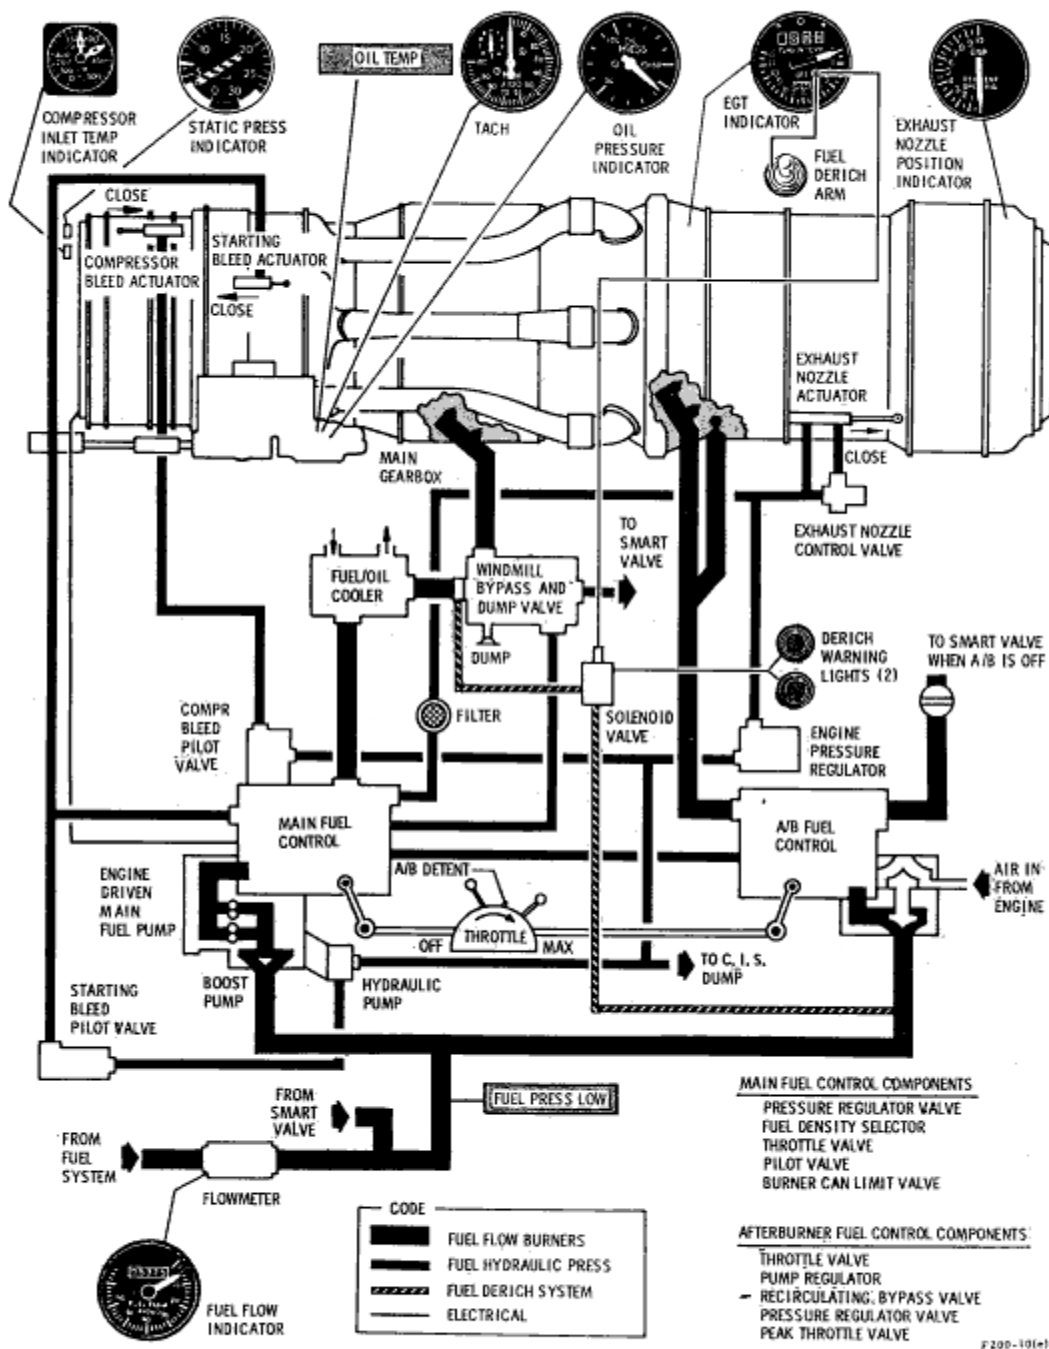 COMPRESSOR
INLET TEMP
INDICATOR
STATIC PRESS
INDICATOR
OIL TEMP
TACH
OIL
PRESSURE
INDICATOR
EGT
INDICATOR
FUEL
DERICH
ARM
EXHAUST
NOZZLE
POSITION
INDICATOR
CLOSE
COMPRESSOR
BLEED ACTUATOR
STARTING
BLEED ACTUATOR
CLOSE
EXHAUST
NOZZLE
ACTUATOR
CLOSE
MAIN
GEARBOX
EXHAUST NOZZLE
CONTROL VALVE
TO
SMART
VALVE
FUEL/OIL
COOLER
WINDMILL
BYPASS AND
DUMP VALVE
DUMP
DERICH
WARNING
LIGHTS (2)
TO SMART VALVE
WHEN A/B IS OFF
COMPR
BLEED
PILOT
VALVE
FILTER
SOLENOID
VALVE
ENGINE
PRESSURE
REGULATOR
MAIN FUEL
CONTROL
A/B FUEL
CONTROL
A/B DETENT
ENGINE
DRIVEN
MAIN
FUEL PUMP
AIR IN
FROM
ENGINE
OFF
THROTTLE
MAX
TO C. I. S.
DUMP
BOOST
PUMP
HYDRAULIC
PUMP
STARTING
BLEED
PILOT VALVE
FROM
SMART
VALVE
FUEL PRESS LOW
FROM
FUEL
SYSTEM
FLOWMETER
FUEL FLOW
INDICATOR
CODE
FUEL FLOW BURNERS
FUEL HYDRAULIC PRESS
FUEL DERICH SYSTEM
ELECTRICAL
MAIN FUEL CONTROL COMPONENTS
PRESSURE REGULATOR VALVE
FUEL DENSITY SELECTOR
THROTTLE VALVE
PILOT VALVE
BURNER CAN LIMIT VALVE
AFTERBURNER FUEL CONTROL COMPONENTS
THROTTLE VALVE
PUMP REGULATOR
RECIRCULATING BYPASS VALVE
PRESSURE REGULATOR VALVE
PEAK THROTTLE VALVE
F200-10(e)